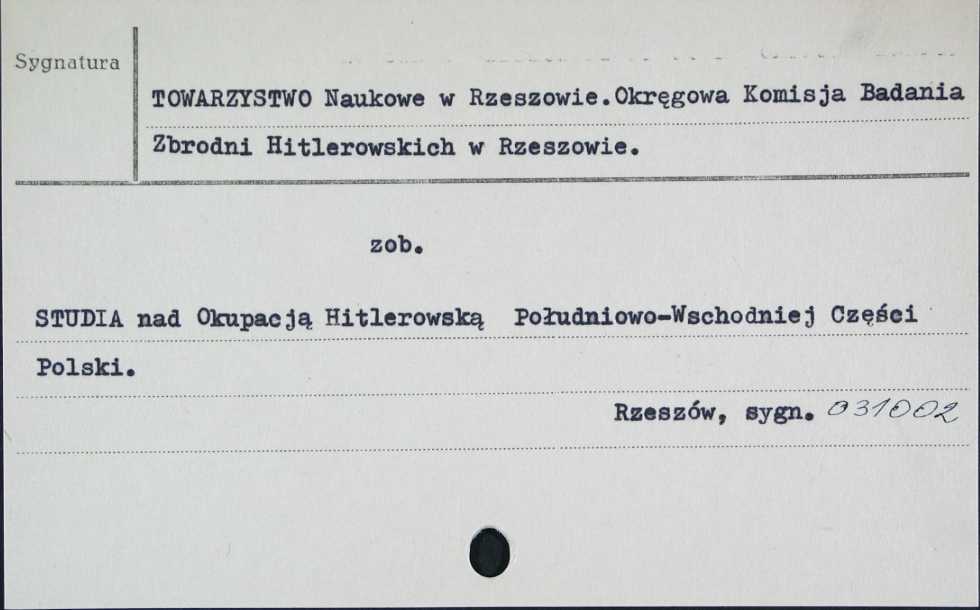 Sygnatura
TOWARZYSTWO Naukowe w Rzeszowie.Okręgowa Komisja Badania
Zbrodni Hitlerowskich w Rzeszowie.
zob.
STUDIA nad Okupacją Hitlerowską Południowo-Wschodniej Części
Polski.
Rzeszów, sygn. 031002